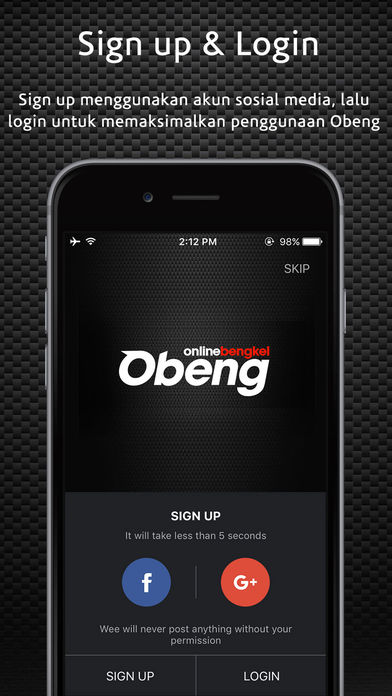 Sign up & Login
Sign up menggunakan akun sosial media, lalu
login untuk memaksimalkan penggunaan Obeng
2:12 PM
98%
SKIP
onlinebengkel
Obeng
SIGN UP
It will take less than 5 seconds
f
G+
Wee will never post anything without your
permission
SIGN UP
LOGIN